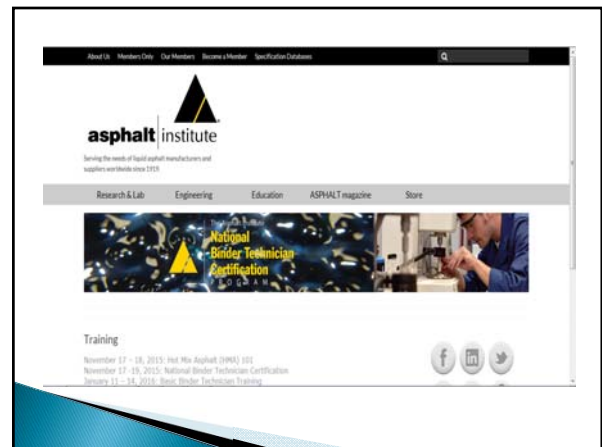 About Us Members Only Our Members Become a Member Specification Databases
asphalt institute
Serving the needs of liquid asphalt manufacturers and
suppliers worldwide since 1919.
Research & Lab Engineering Education ASPHALT magazine Store
The Asphalt Institute
National
Binder Technician
Certification
PROGRAM
Training
November 17 - 18, 2015: Hot Mix Asphalt (HMA) 101
November 17 -19, 2015: National Binder Technician Certification
January 11 - 14, 2016: Basic Binder Technician Training
f in